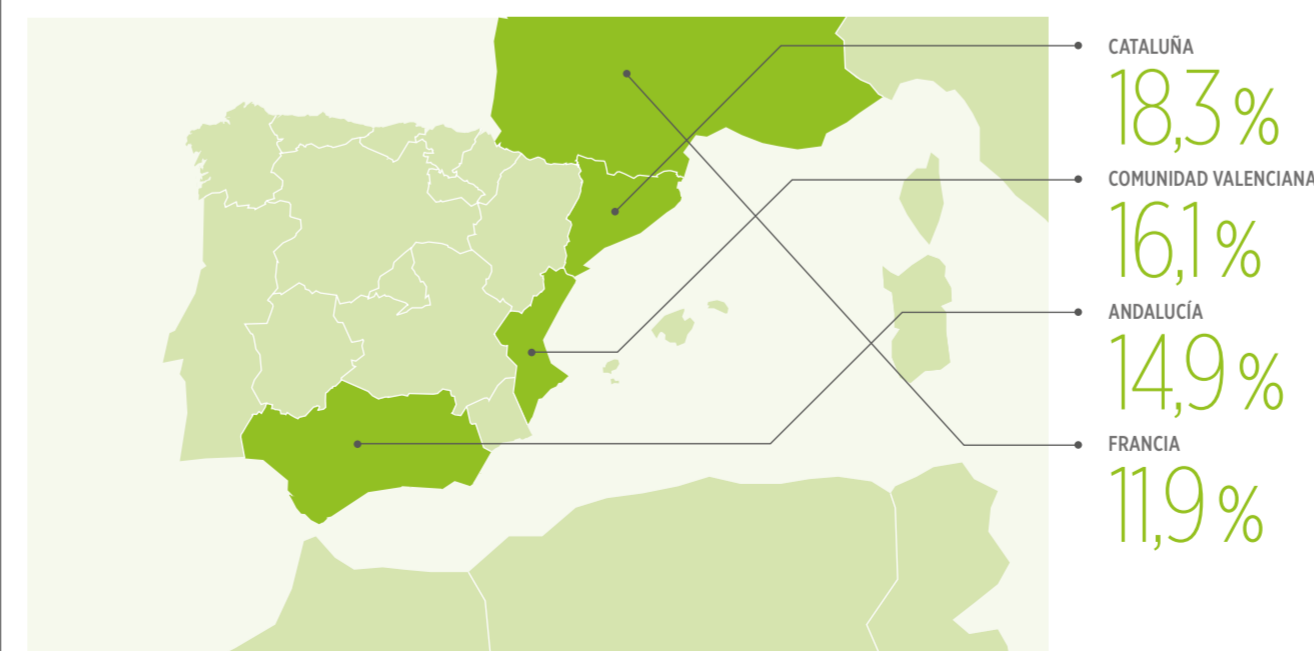 CATALUÑA
18,3 %
COMUNIDAD VALENCIANA
16,1 %
ANDALUCÍA
14,9 %
FRANCIA
11,9 %